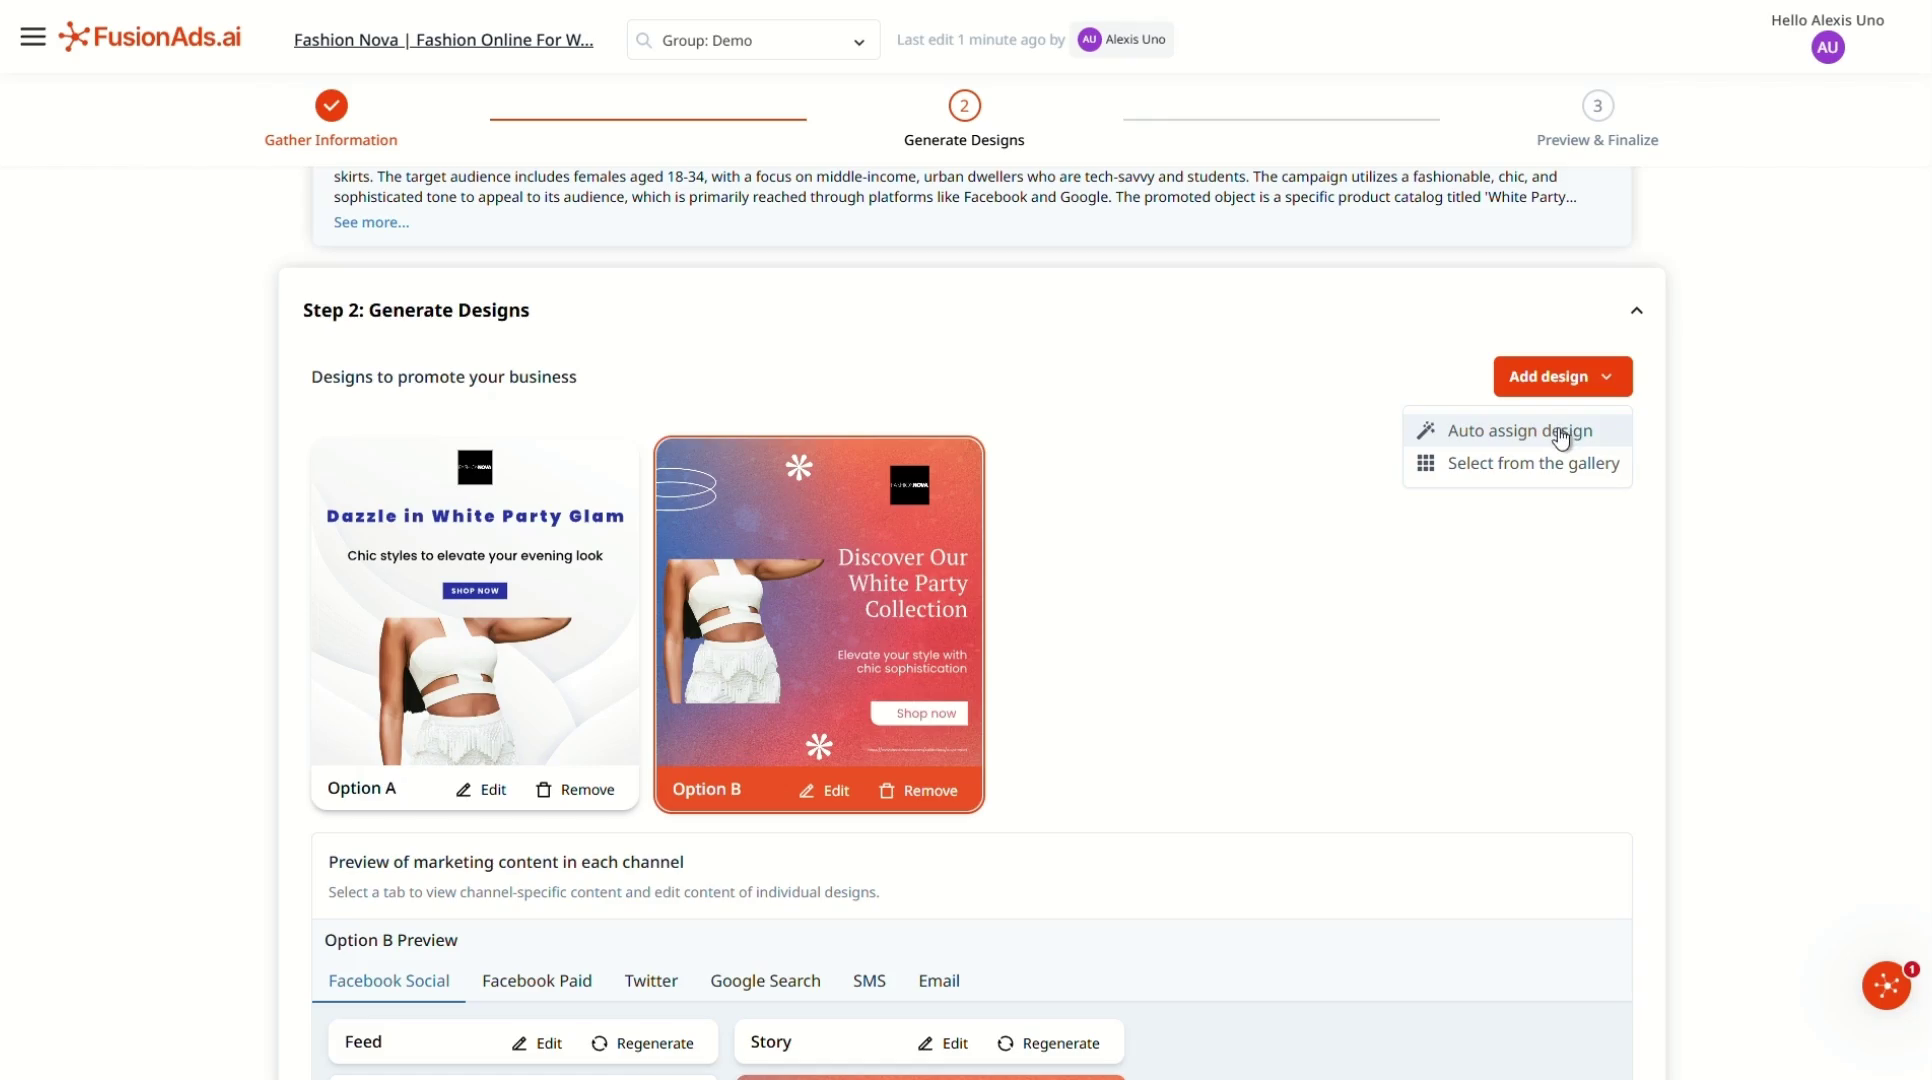 FusionAds.ai
Fashion Nova | Fashion Online For W...
Group: Demo
Last edit 1 minute ago by
AU
Alexis Uno
Hello Alexis Uno
AU
Gather Information
2
Generate Designs
3
Preview & Finalize
skirts. The target audience includes females aged 18-34, with a focus on middle-income, urban dwellers who are tech-savvy and students. The campaign utilizes a fashionable, chic, and
sophisticated tone to appeal to its audience, which is primarily reached through platforms like Facebook and Google. The promoted object is a specific product catalog titled 'White Party...
See more...
Step 2: Generate Designs
Designs to promote your business
Add design
Auto assign design
Select from the gallery
FASHION NOVA
Dazzle in White Party Glam
Chic styles to elevate your evening look
SHOP NOW
Option A
Edit
Remove
FASHION NOVA
Discover Our
White Party
Collection
Elevate your style with
chic sophistication
Shop now
Option B
Edit
Remove
Preview of marketing content in each channel
Select a tab to view channel-specific content and edit content of individual designs.
Option B Preview
Facebook Social
Facebook Paid
Twitter
Google Search
SMS
Email
Feed
Edit
Regenerate
Story
Edit
Regenerate
1